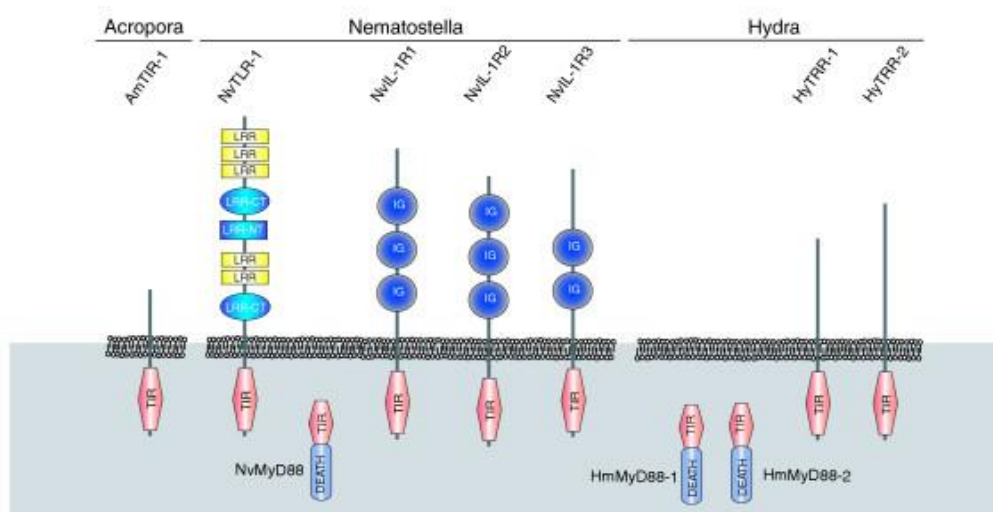 Acropora
Nematostella
Hydra
AmTIR-1
NvTLR-1
NvIL-1R1
NvIL-1R2
NvIL-1R3
HyTRR-1
HyTRR-2
LRR
LRR
LRR
LRR-CT
LRR-NT
LRR
LRR
LRR-CT
IG
IG
IG
IG
IG
IG
IG
IG
TIR
TIR
TIR
TIR
TIR
TIR
TIR
TIR
DEATH
NvMyD88
TIR
DEATH
HmMyD88-1
TIR
DEATH
HmMyD88-2